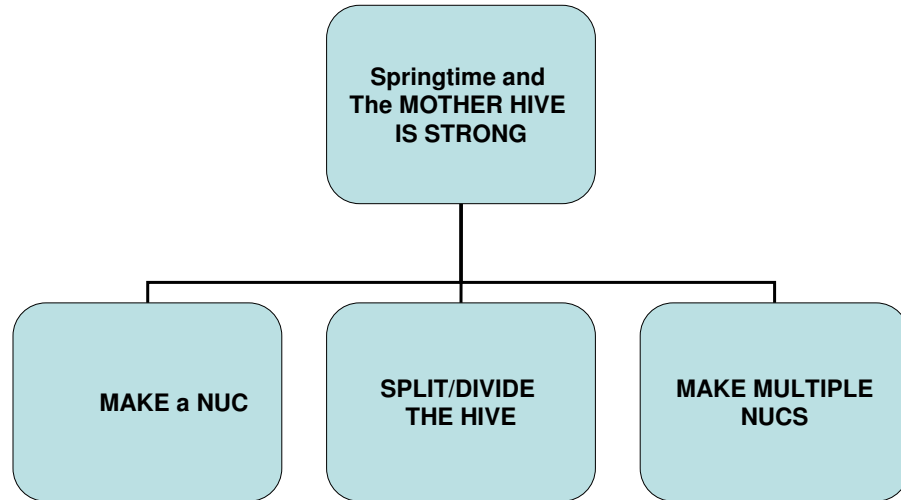 Springtime and
The MOTHER HIVE
IS STRONG
MAKE a NUC
SPLIT/DIVIDE
THE HIVE
MAKE MULTIPLE
NUCS